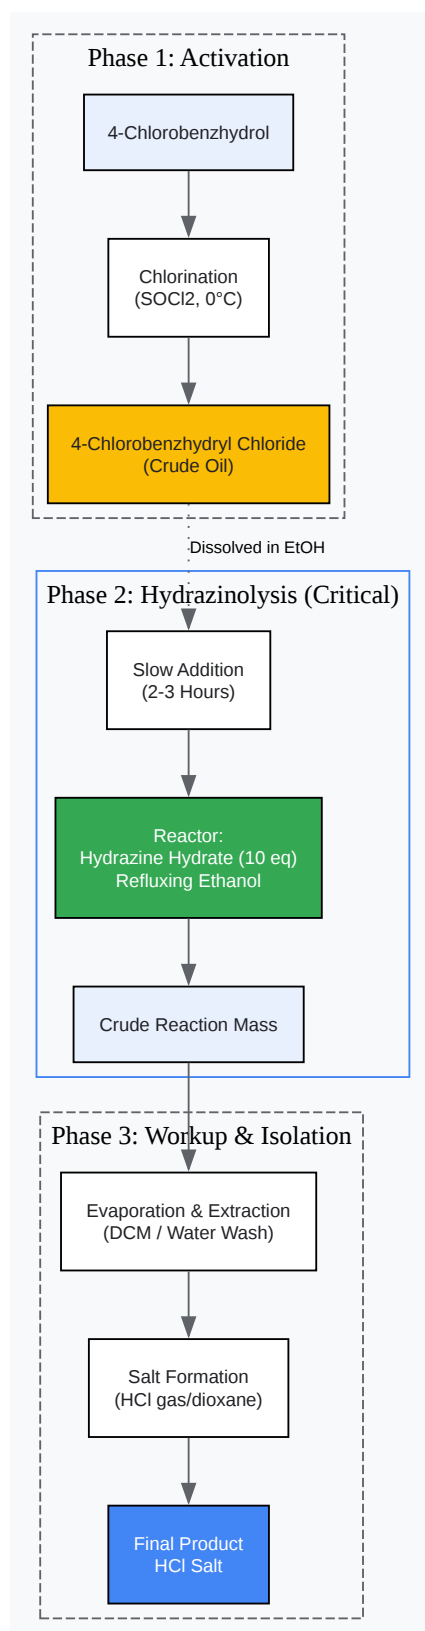 Phase 1: Activation
4-Chlorobenzhydrol
Chlorination
(SOCl2, 0°C)
4-Chlorobenzhydryl Chloride
(Crude Oil)
Dissolved in EtOH
Phase 2: Hydrazinolysis (Critical)
Slow Addition
(2-3 Hours)
Reactor:
Hydrazine Hydrate (10 eq)
Refluxing Ethanol
Crude Reaction Mass
Phase 3: Workup & Isolation
Evaporation & Extraction
(DCM / Water Wash)
Salt Formation
(HCl gas/dioxane)
Final Product
HCl Salt